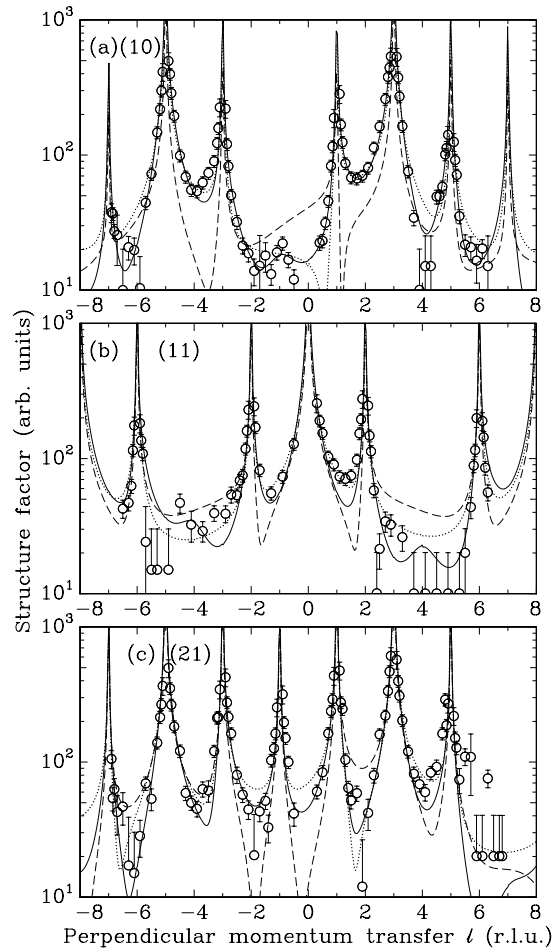 10³
(a)(10)
10²
10¹
−8 −6 −4 −2 0 2 4 6 8
10³
(b) (11)
10²
10¹
−8 −6 −4 −2 0 2 4 6 8
10³
(c) (21)
10²
10¹
−8 −6 −4 −2 0 2 4 6 8
Structure factor (arb. units)
Perpendicular momentum transfer ℓ (r.l.u.)